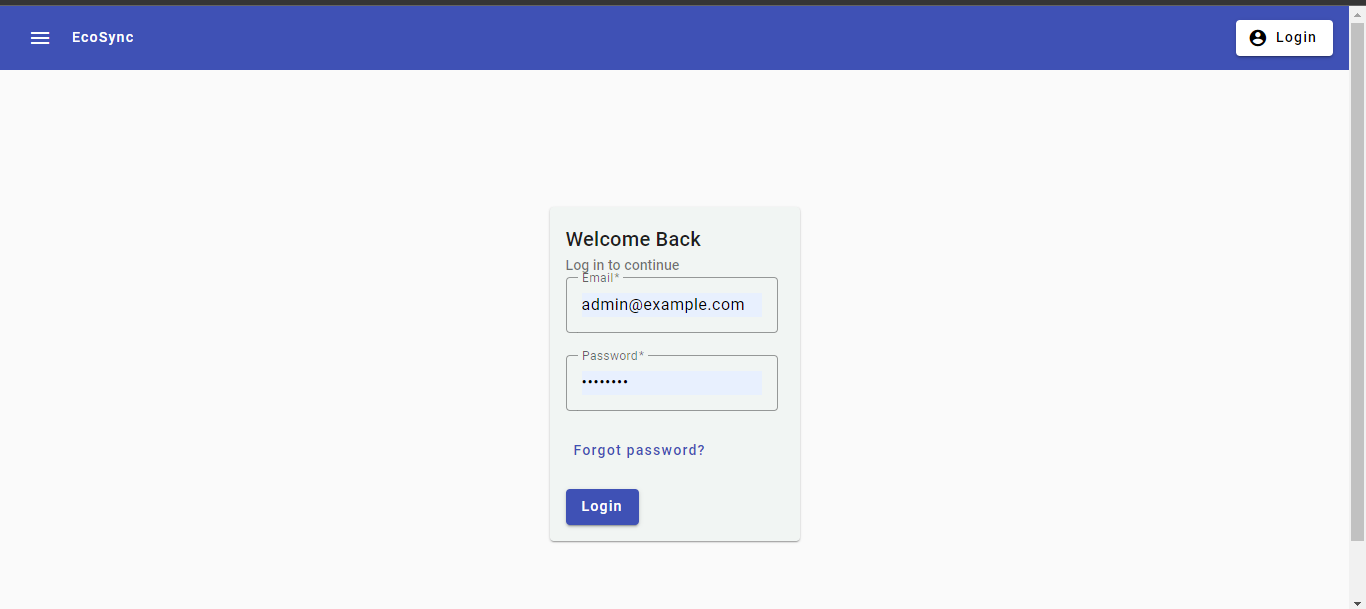 EcoSync
Login
Welcome Back
Log in to continue
Email*
admin@example.com
Password*
••••••••
Forgot password?
Login